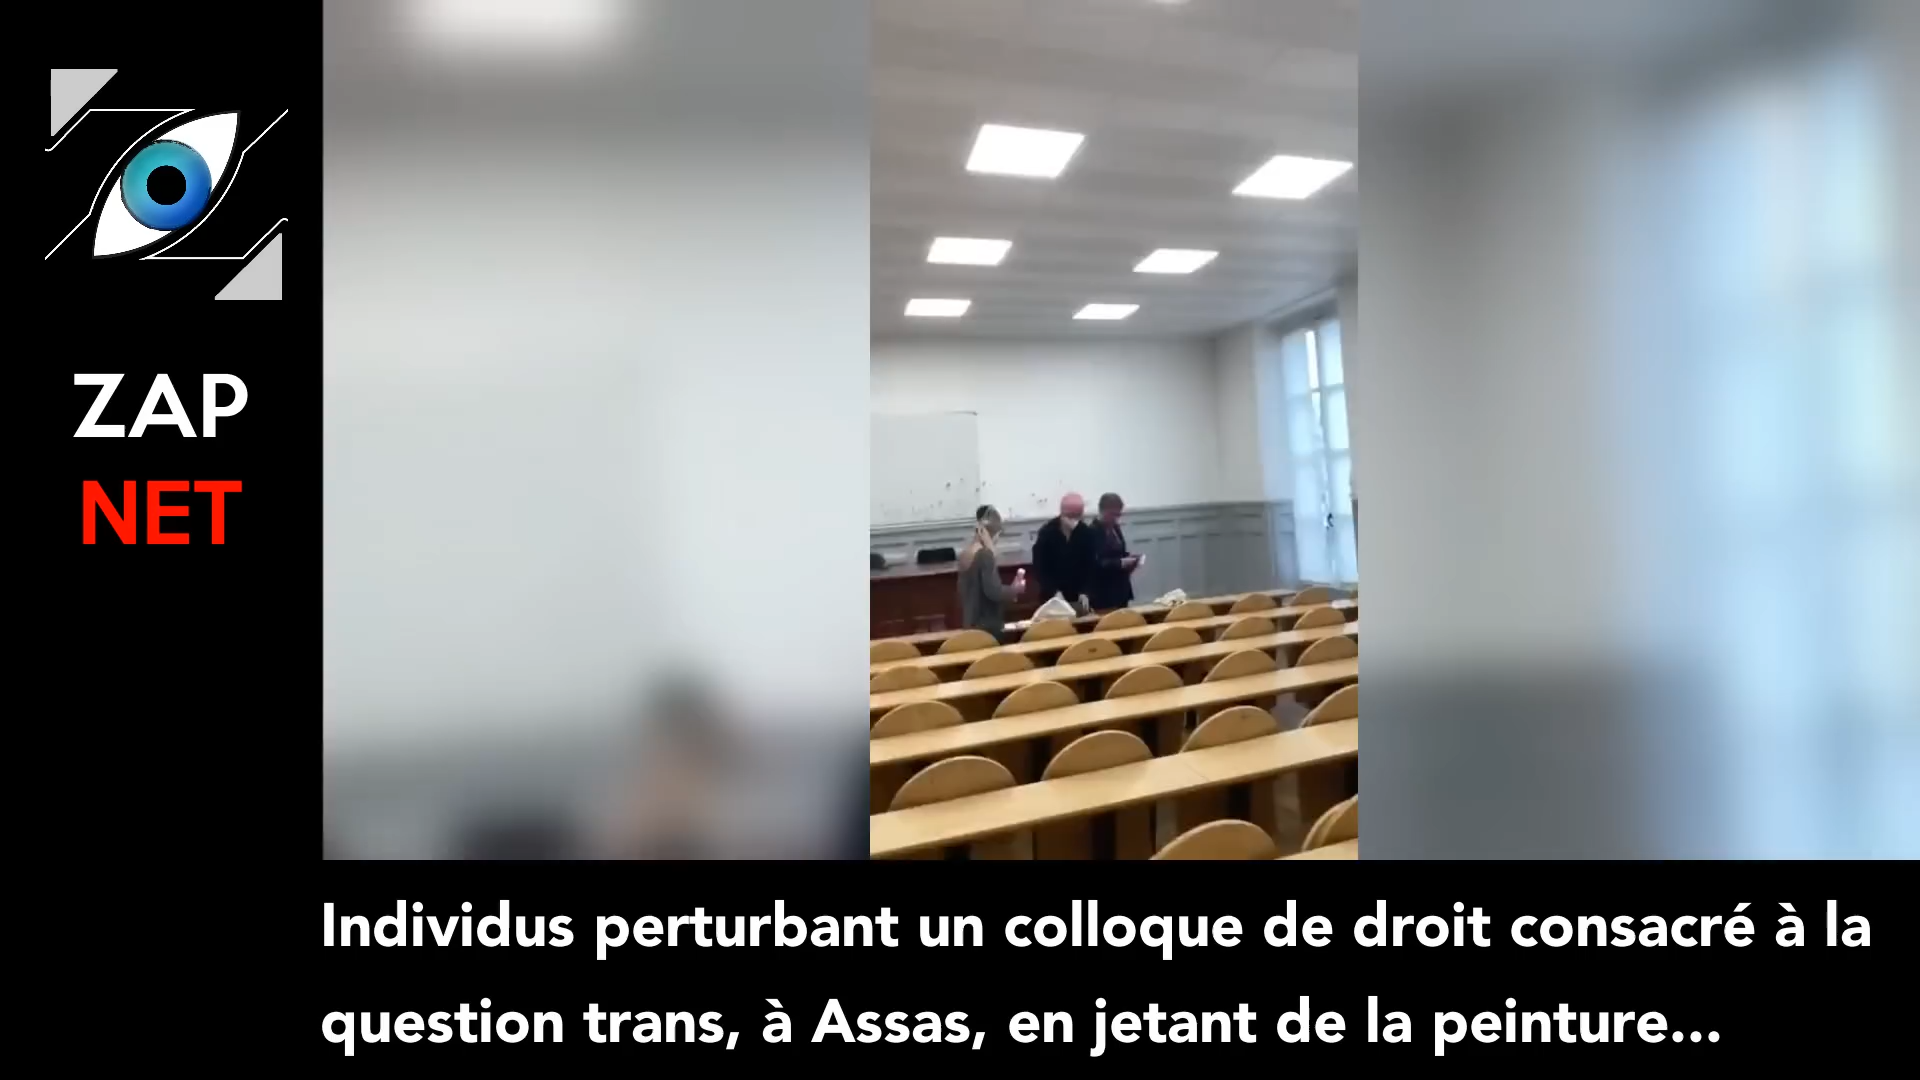 ZAP
NET
Individus perturbant un colloque de droit consacré à la
question trans, à Assas, en jetant de la peinture...